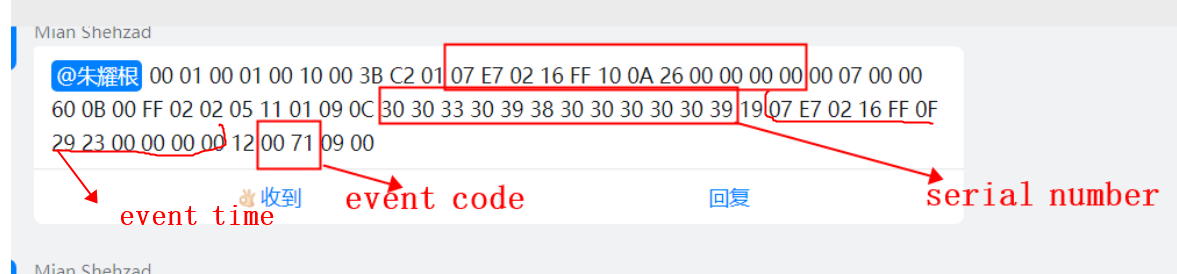 Mian Shehzad
@朱耀根 00 01 00 01 00 10 00 3B C2 01 07 E7 02 16 FF 10 0A 26 00 00 00 00 00 07 00 00
60 0B 00 FF 02 02 05 11 01 09 0C 30 30 33 30 39 38 30 30 30 30 30 39 19 07 E7 02 16 FF 0F
29 23 00 00 00 00 12 00 71 09 00
👌🏻收到
event code
回复
serial number
event time
Mian Shehzad